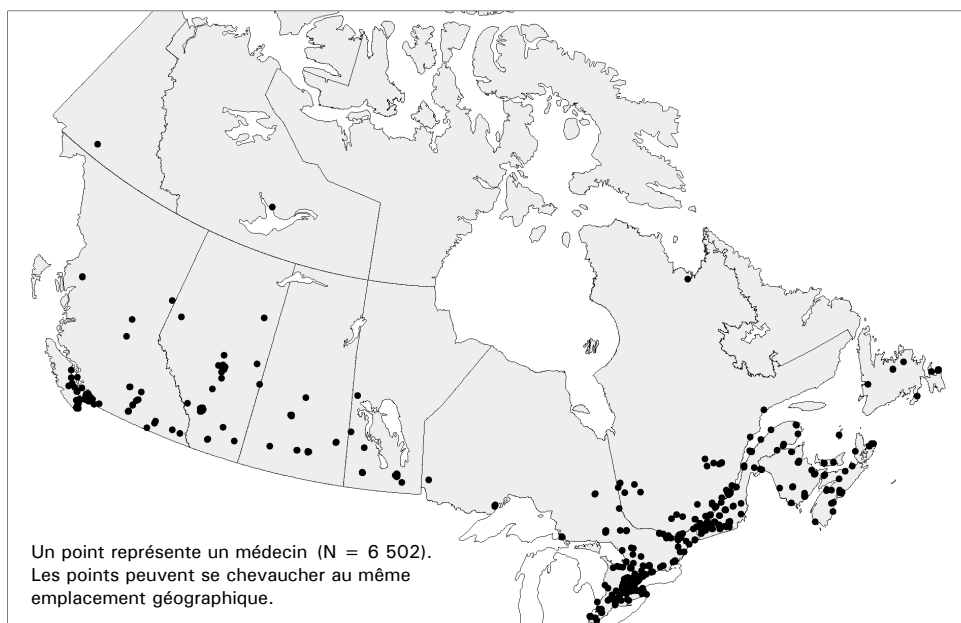 Un point représente un médecin (N = 6 502).
Les points peuvent se chevaucher au même
emplacement géographique.